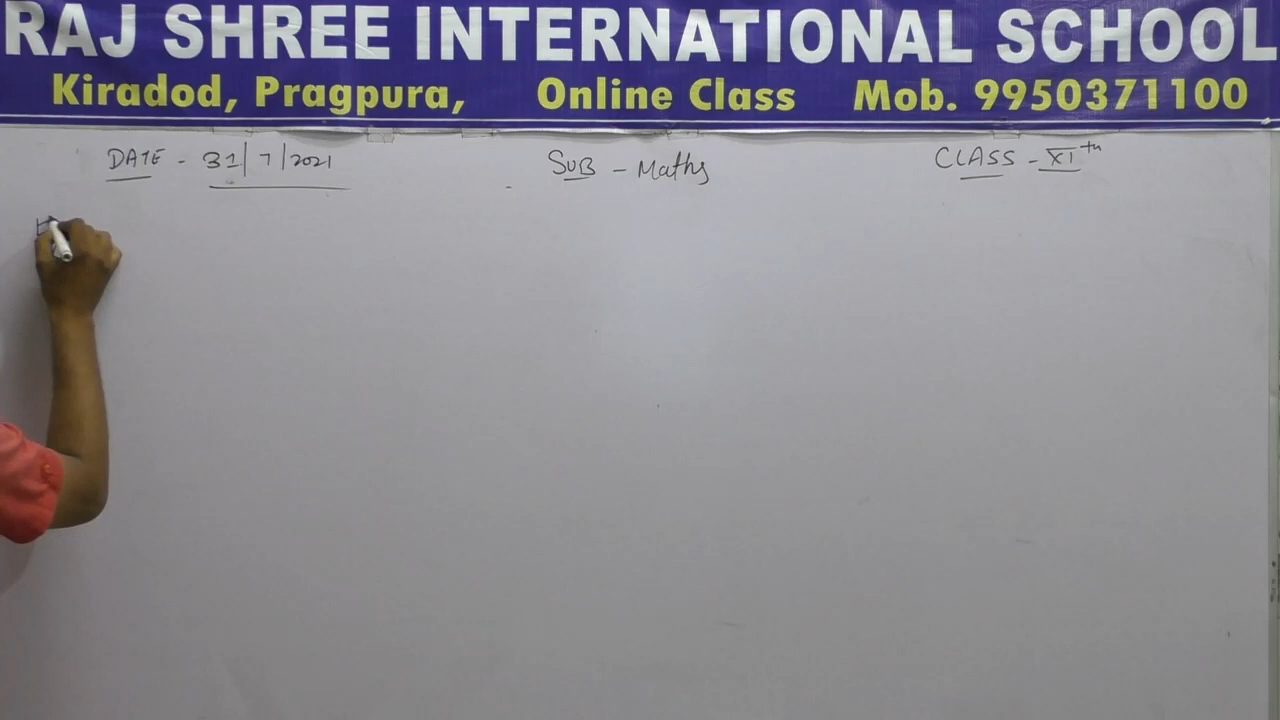 RAJ SHREE INTERNATIONAL SCHOOL
Kiradod, Pragpura, Online Class Mob. 9950371100
DATE - 31/7/2021 SUB - Maths CLASS - XIth